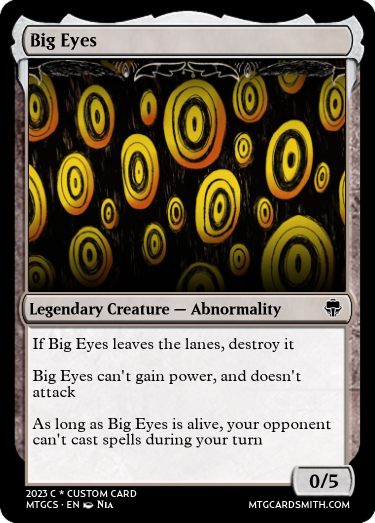 Big Eyes
Legendary Creature — Abnormality
If Big Eyes leaves the lanes, destroy it
Big Eyes can't gain power, and doesn't
attack
As long as Big Eyes is alive, your opponent
can't cast spells during your turn
0/5
2023 C * CUSTOM CARD
MTGCS · EN Nia
MTGCARDSMITH.COM